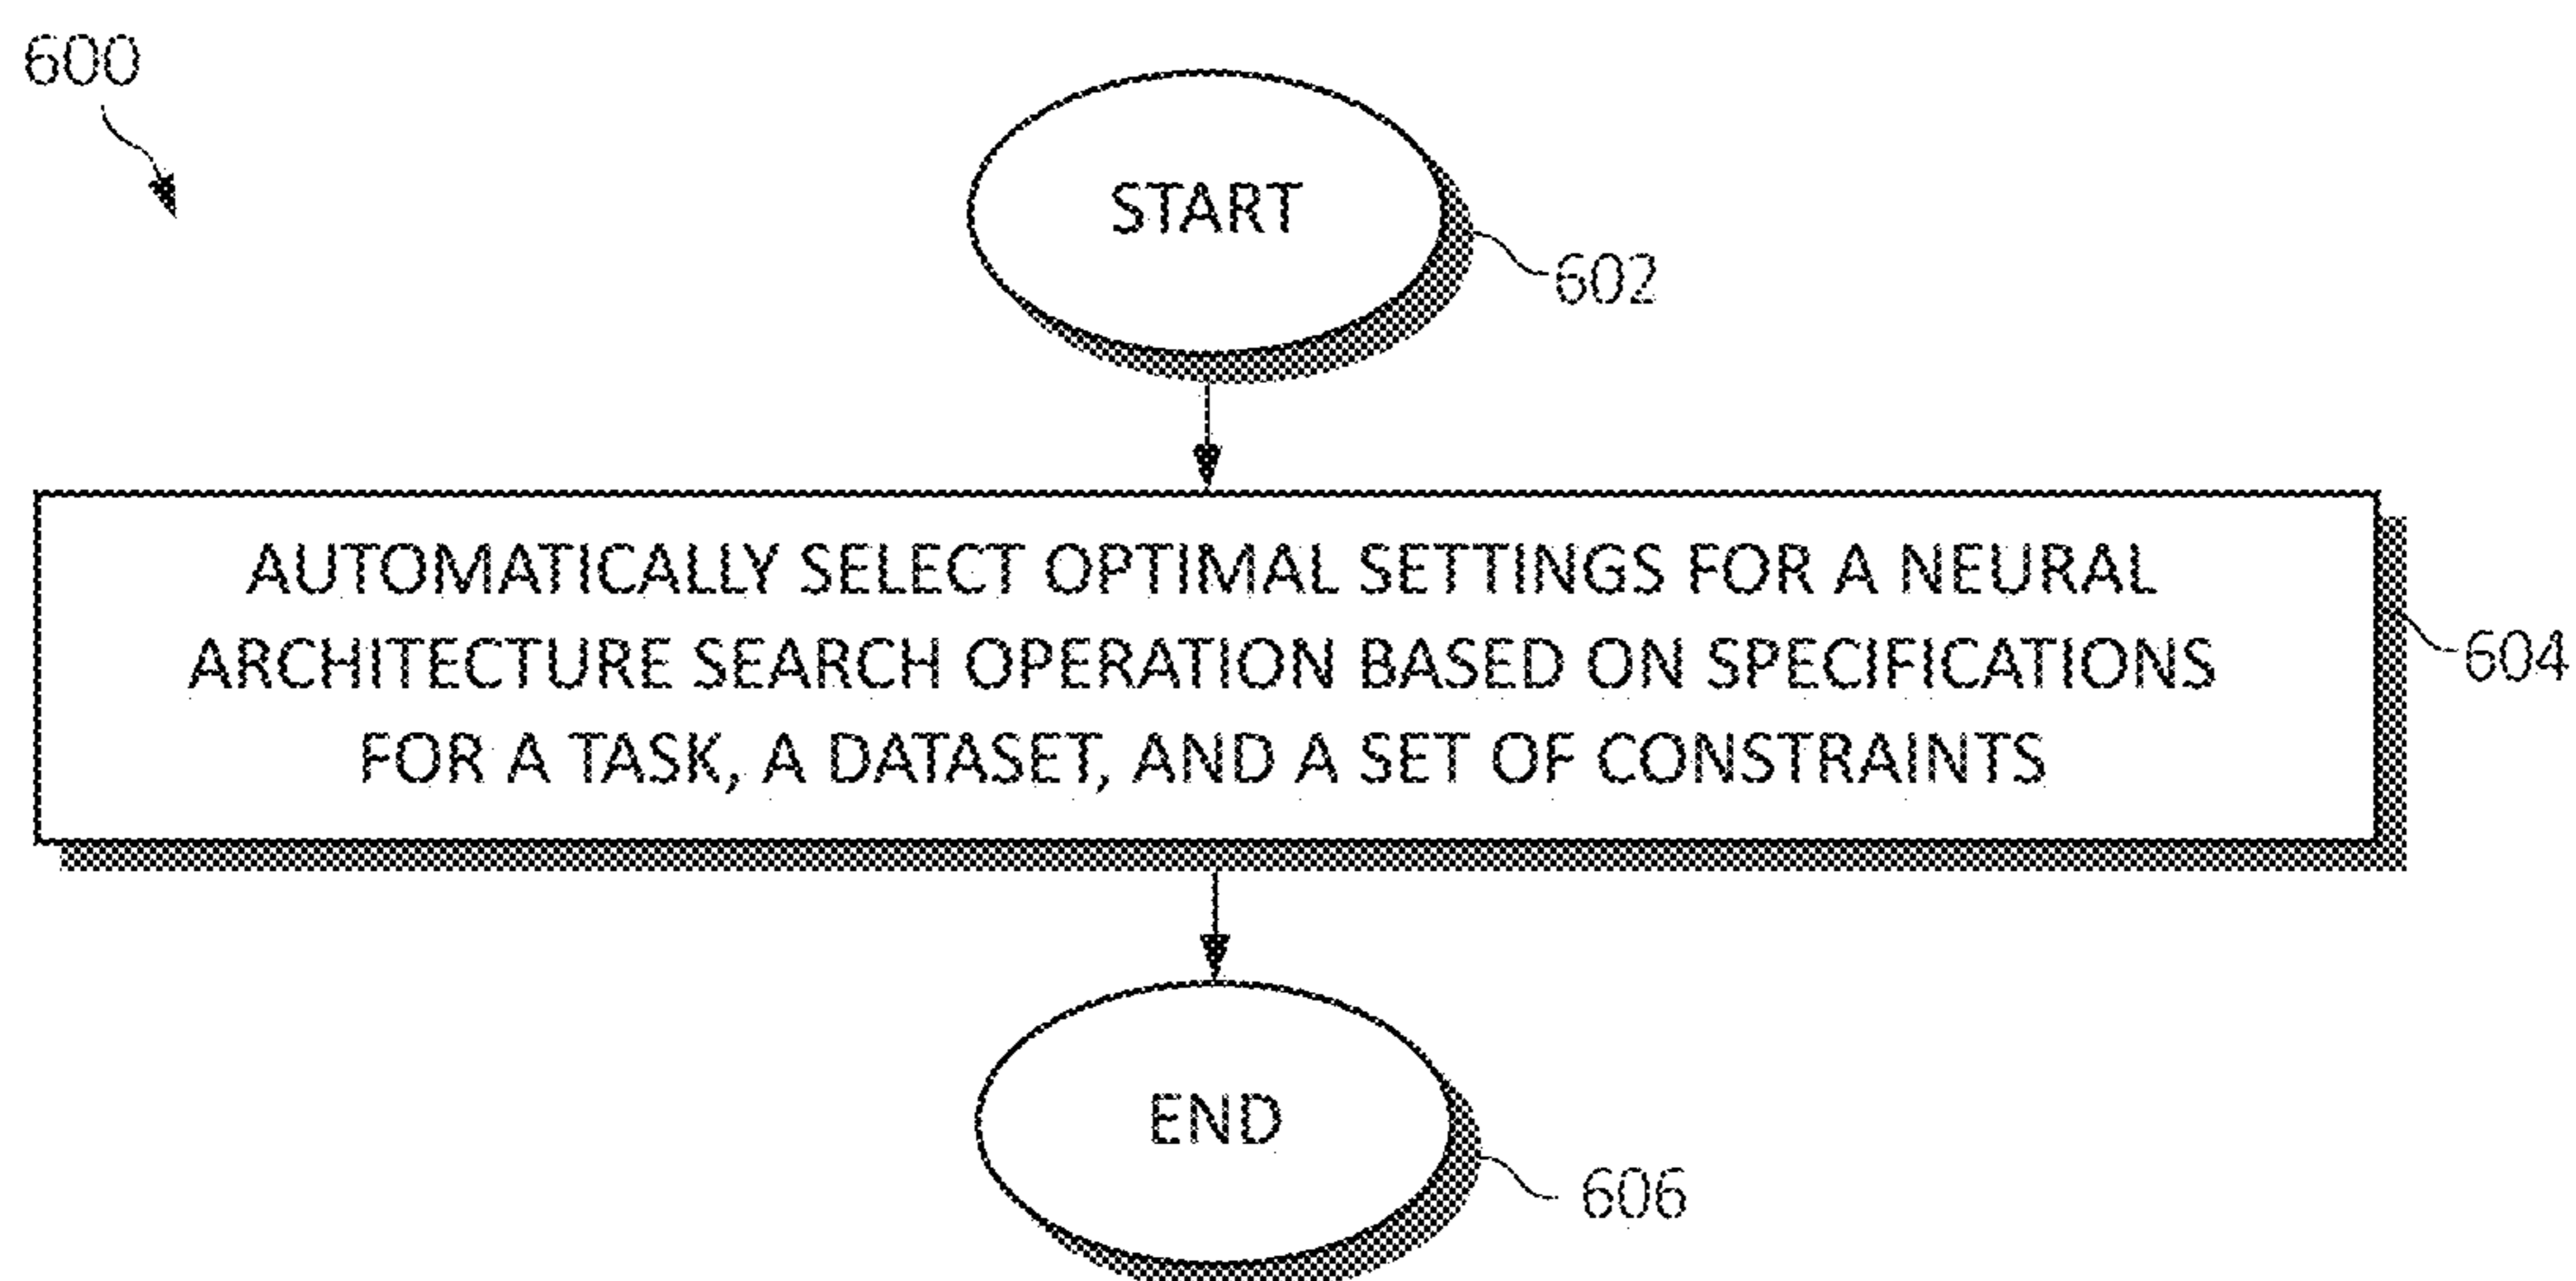 600
START
602
AUTOMATICALLY SELECT OPTIMAL SETTINGS FOR A NEURAL
ARCHITECTURE SEARCH OPERATION BASED ON SPECIFICATIONS
FOR A TASK, A DATASET, AND A SET OF CONSTRAINTS
604
END
606